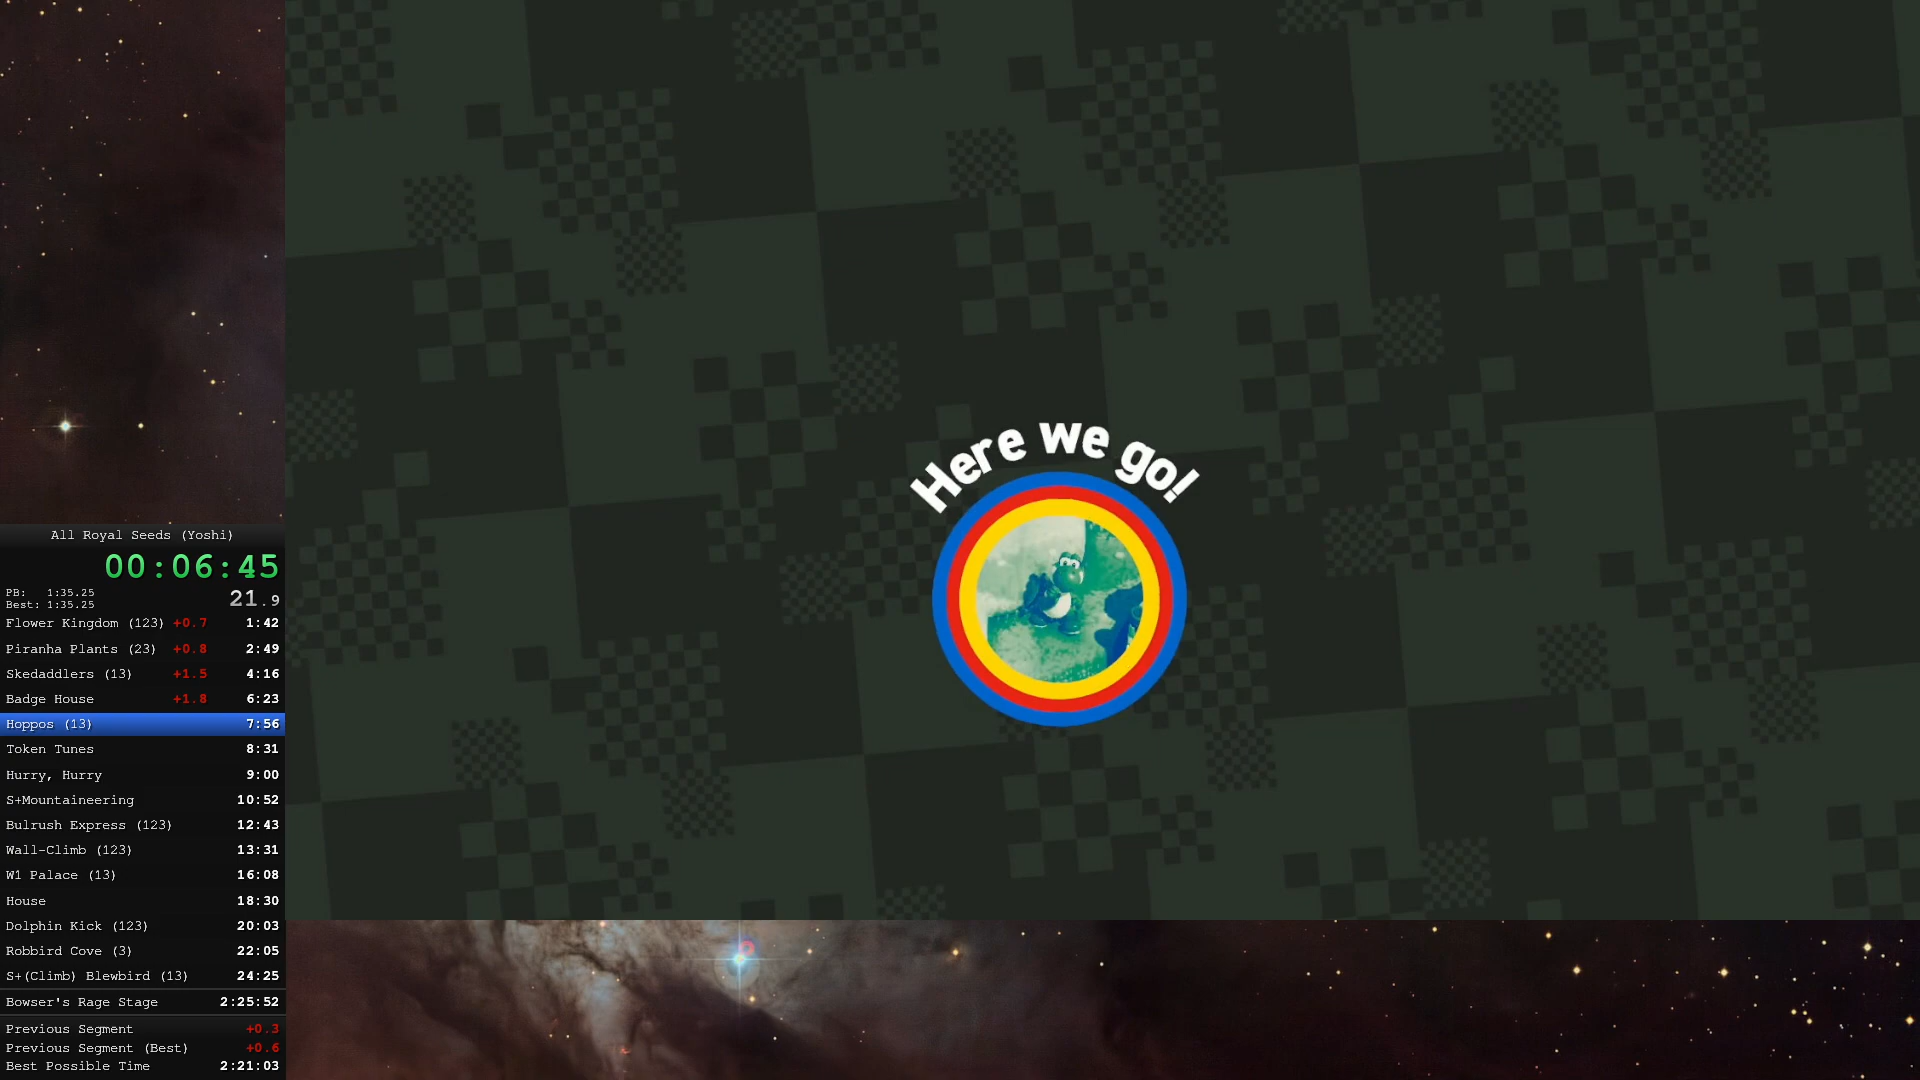 Here we go!
All Royal Seeds (Yoshi)
00:06:45
PB: 1:35.25
Best: 1:35.25
21.9
Flower Kingdom (123) +0.7 1:42
Piranha Plants (23) +0.8 2:49
Skedaddlers (13) +1.5 4:16
Badge House +1.8 6:23
Hoppos (13) 7:56
Token Tunes 8:31
Hurry, Hurry 9:00
S+Mountaineering 10:52
Bulrush Express (123) 12:43
Wall-Climb (123) 13:31
W1 Palace (13) 16:08
House 18:30
Dolphin Kick (123) 20:03
Robbird Cove (3) 22:05
S+(Climb) Blewbird (13) 24:25
Bowser's Rage Stage 2:25:52
Previous Segment +0.3
Previous Segment (Best) +0.6
Best Possible Time 2:21:03